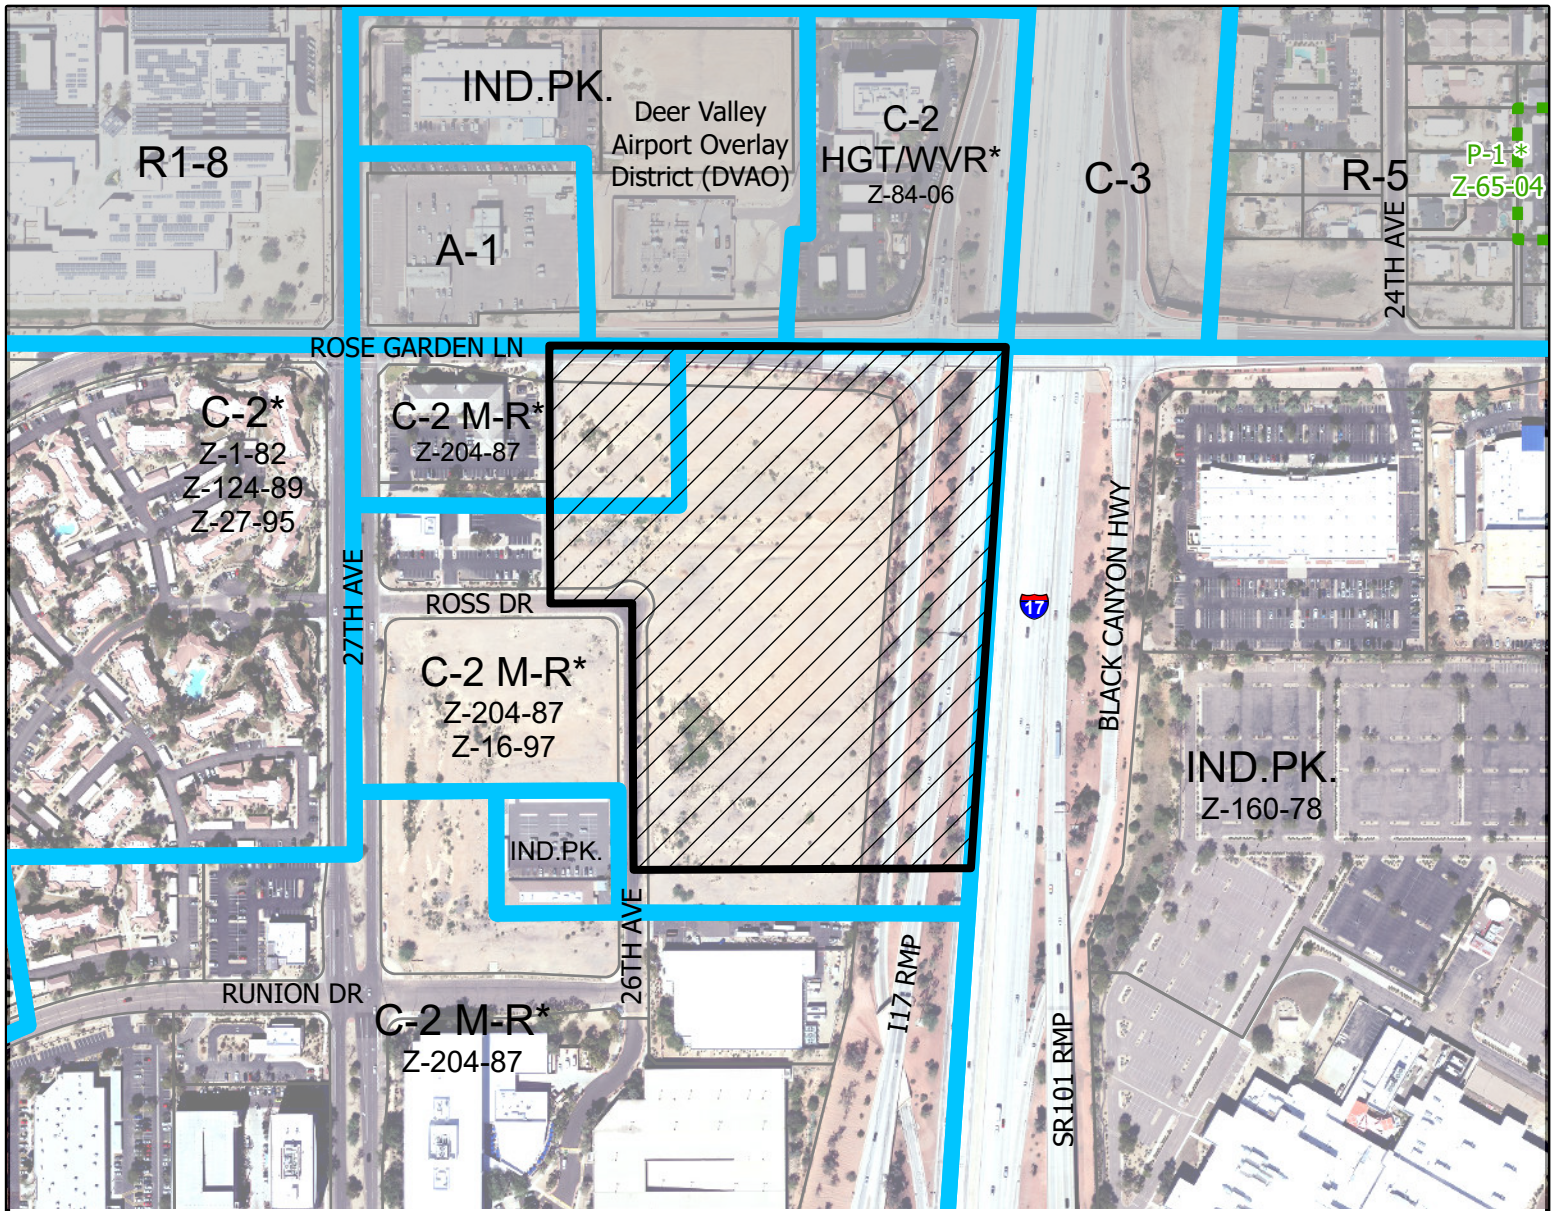 IND.PK.
Deer Valley
Airport Overlay
District (DVAO)
C-2
HGT/WVR*
Z-84-06
R1-8
C-3
R-5
P-1 *
Z-65-04
A-1
24TH AVE
ROSE GARDEN LN
C-2*
Z-1-82
Z-124-89
Z-27-95
C-2 M-R*
Z-204-87
27TH AVE
ROSS DR
17
BLACK CANYON HWY
C-2 M-R*
Z-204-87
Z-16-97
IND.PK.
Z-160-78
IND.PK.
26TH AVE
RUNION DR
C-2 M-R*
Z-204-87
I17 RMP
SR101 RMP